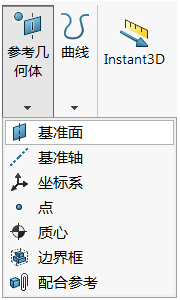 参考几
何体
曲线
Instant3D
基准面
基准轴
坐标系
点
质心
边界框
配合参考